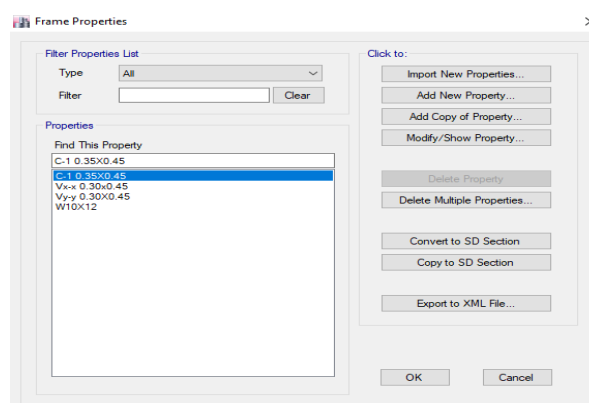 Frame Properties
Filter Properties List
Type All
Filter Clear
Properties
Find This Property
C-1 0.35X0.45
C-1 0.35X0.45
Vx-x 0.30x0.45
Vy-y 0.30X0.45
W10X12
Click to:
Import New Properties...
Add New Property...
Add Copy of Property...
Modify/Show Property...
Delete Property
Delete Multiple Properties...
Convert to SD Section
Copy to SD Section
Export to XML File...
OK Cancel